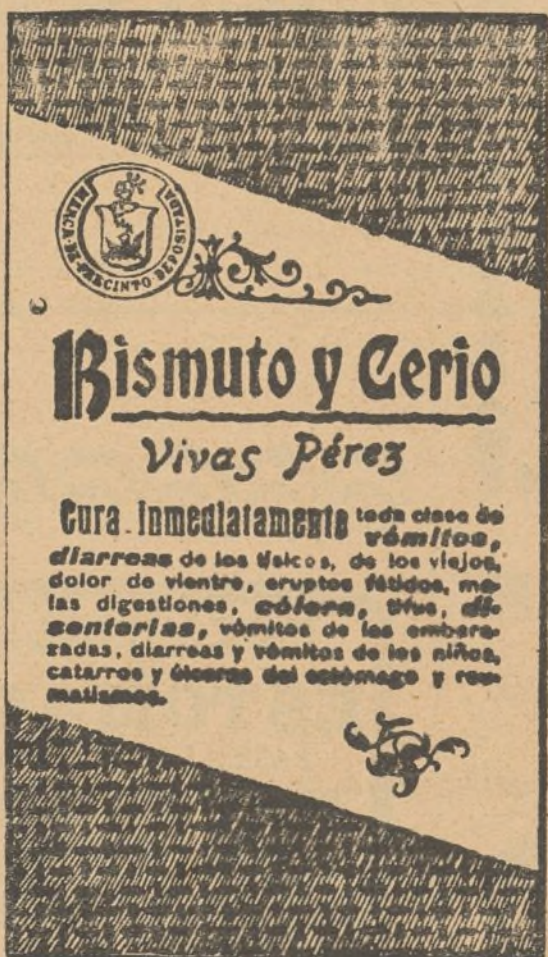 MARCA DE PRECINTO DEPOSITADA
Bismuto y Cerio
Vivas Pérez
Cura inmediatamente toda clase de
vómitos,
diarreas de los tísicos, de los viejos,
dolor de vientre, eruptos fétidos, ma-
las digestiones, cólera, tifus, di-
senterías, vómitos de las embara-
zadas, diarreas y vómitos de los niños,
catarros y úlceras del estómago y reu-
matismos.